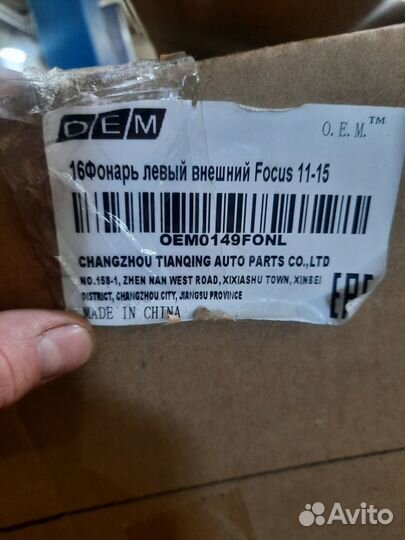 OEM
O.E.M.™
16Фонарь левый внешний Focus 11-15
OEM0149FONL
CHANGZHOU TIANQING AUTO PARTS CO.,LTD
NO.158-1, ZHEN NAN WEST ROAD, XIXIASHU TOWN, XINBEI
DISTRICT, CHANGZHOU CITY, JIANGSU PROVINCE
EAC
MADE IN CHINA
Avito